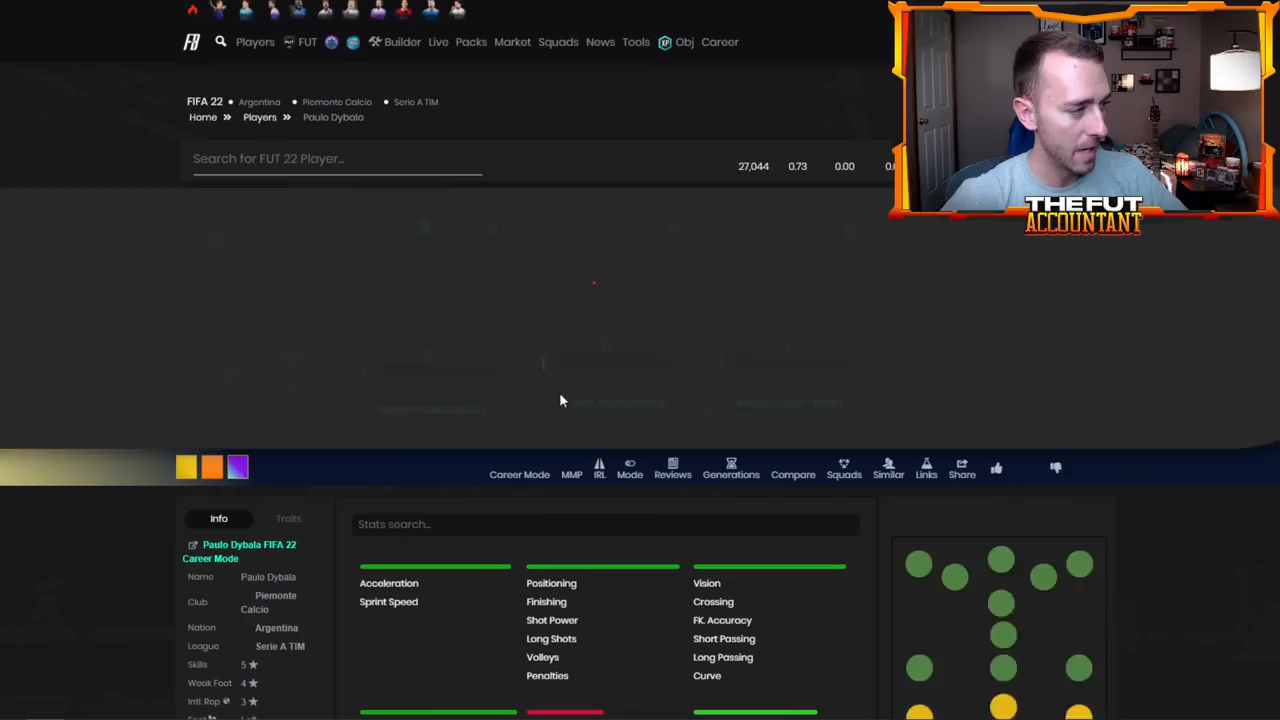 Players FUT Builder Live Packs Market Squads News Tools XP Obj Career
FIFA 22 Argentina Piemonte Calcio Serie A TIM
Home Players Paulo Dybala
Search for FUT 22 Player...
27,044 0.73 0.00
THE FUT
ACCOUNTANT
Career Mode MMP IRL Mode Reviews Generations Compare Squads Similar Links Share
Info Traits
Stats search...
Paulo Dybala FIFA 22
Career Mode
Name Paulo Dybala
Club Piemonte
Calcio
Nation Argentina
League Serie A TIM
Skills 5
Weak Foot 4
Intl. Rep 3
Acceleration
Sprint Speed
Positioning
Finishing
Shot Power
Long Shots
Volleys
Penalties
Vision
Crossing
FK. Accuracy
Short Passing
Long Passing
Curve